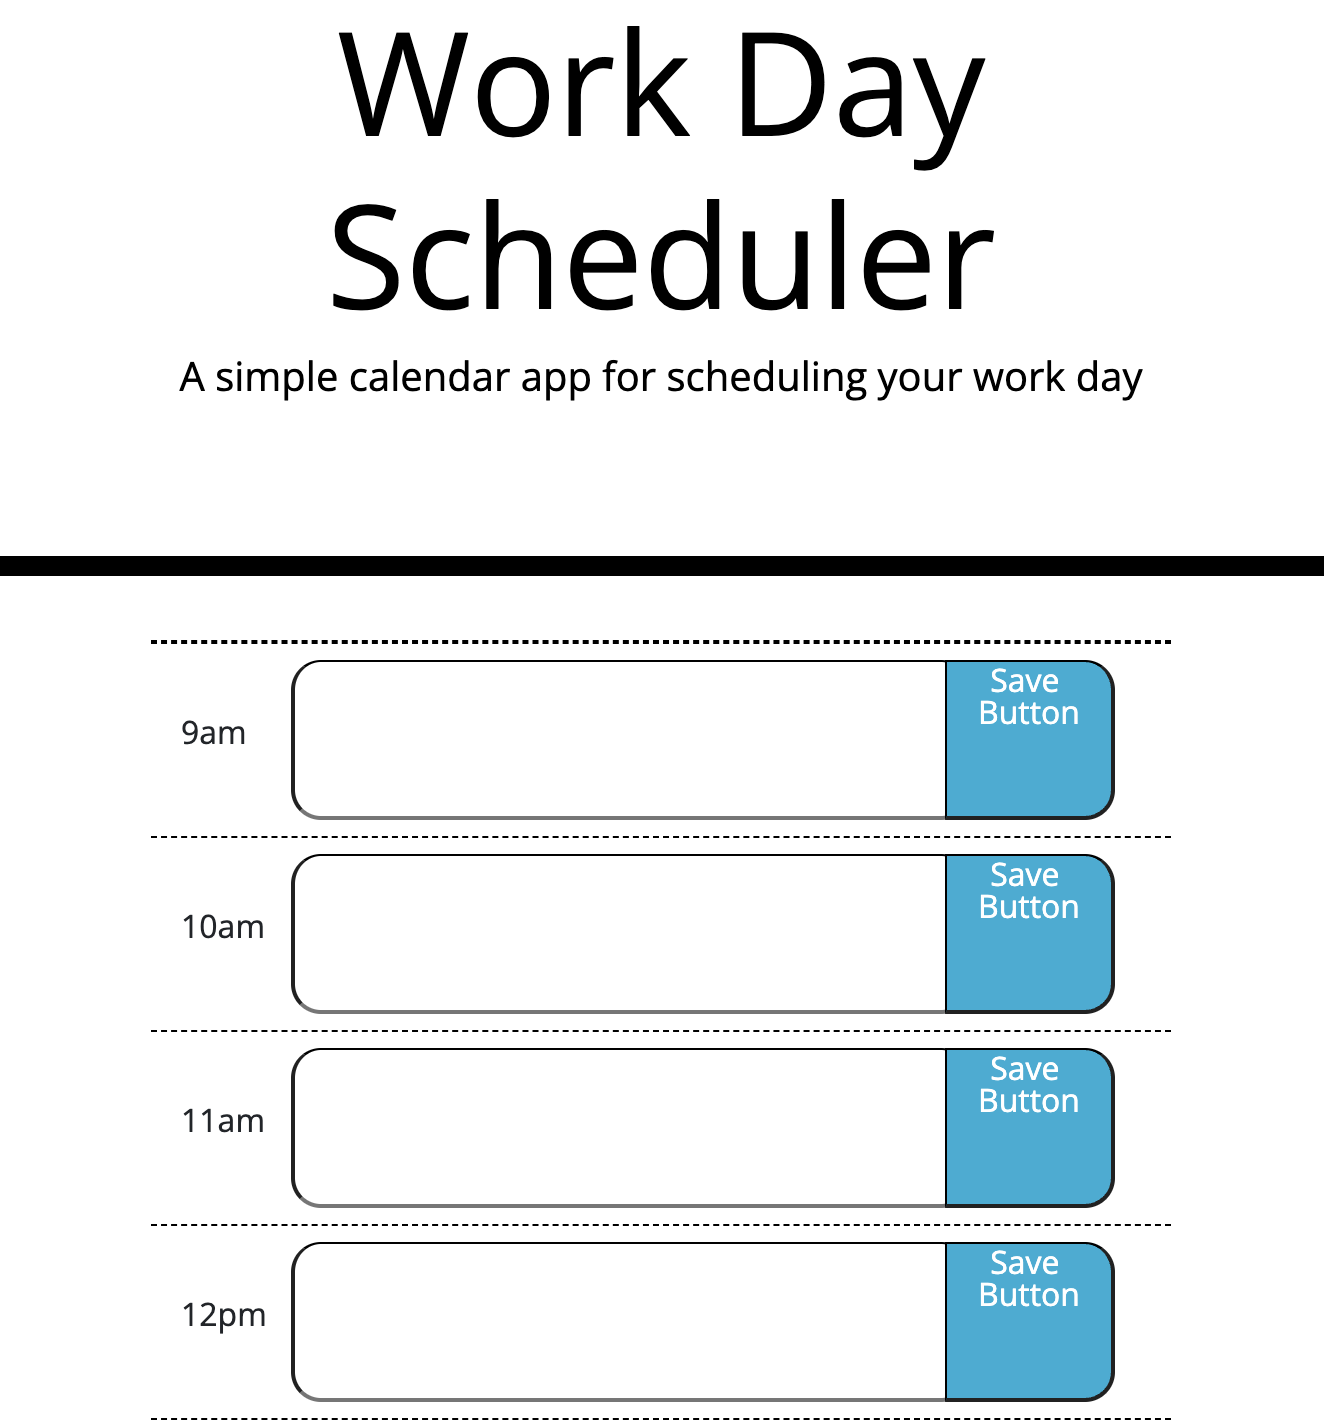 Work Day
Scheduler
A simple calendar app for scheduling your work day
9am
Save
Button
10am
Save
Button
11am
Save
Button
12pm
Save
Button